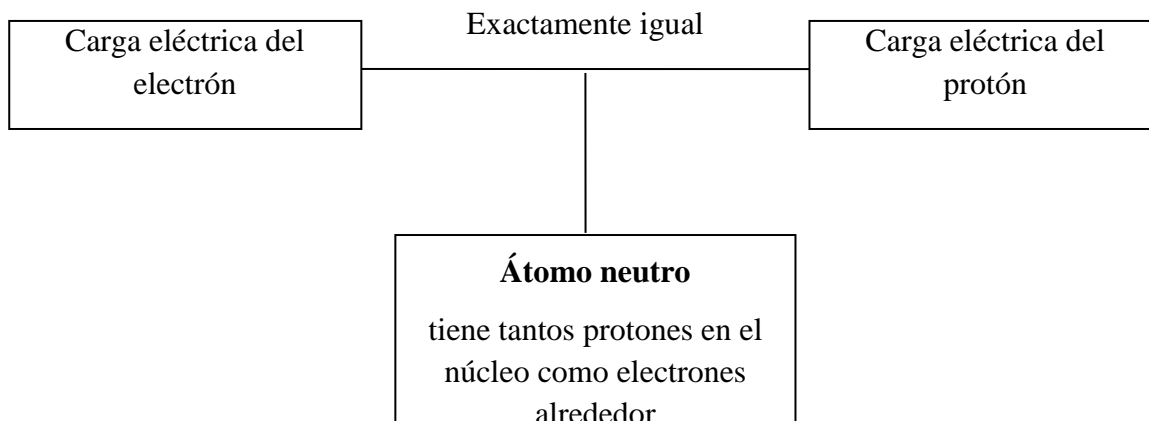 Exactamente igual
Carga eléctrica del
electrón
Carga eléctrica del
protón
Átomo neutro
tiene tantos protones en el
núcleo como electrones
alrededor